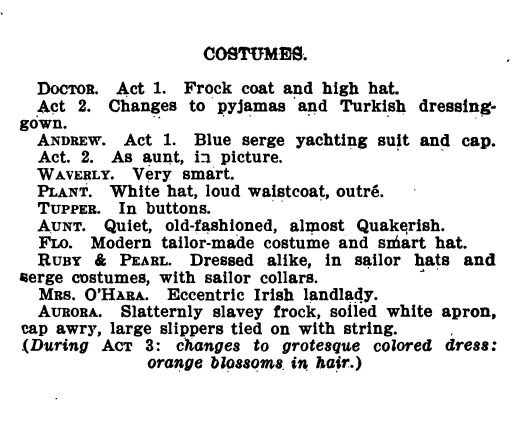 COSTUMES.
DOCTOR. Act 1. Frock coat and high hat.
Act 2. Changes to pyjamas and Turkish dressing-
gown.
ANDREW. Act 1. Blue serge yachting suit and cap.
Act. 2. As aunt, in picture.
WAVERLY. Very smart.
PLANT. White hat, loud waistcoat, outré.
TUPPER. In buttons.
AUNT. Quiet, old-fashioned, almost Quakerish.
FLO. Modern tailor-made costume and smart hat.
RUBY & PEARL. Dressed alike, in sailor hats and
serge costumes, with sailor collars.
MRS. O'HARA. Eccentric Irish landlady.
AURORA. Slatternly slavey frock, soiled white apron,
cap awry, large slippers tied on with string.
(During ACT 3: changes to grotesque colored dress:
orange blossoms in hair.)